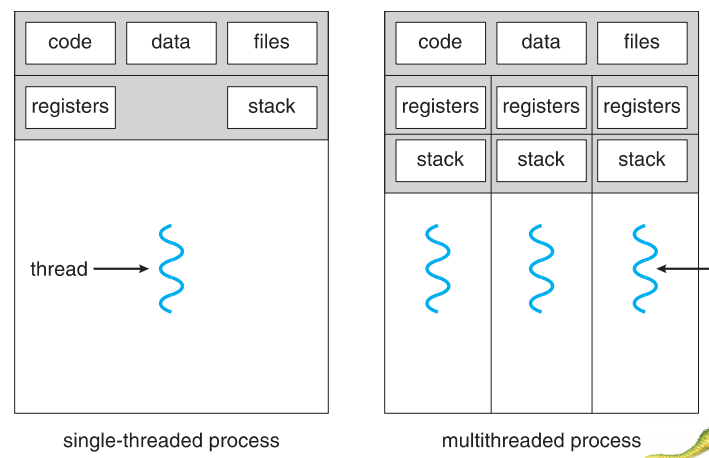 code data files
registers stack
thread
single-threaded process
code data files
registers registers registers
stack stack stack
multithreaded process